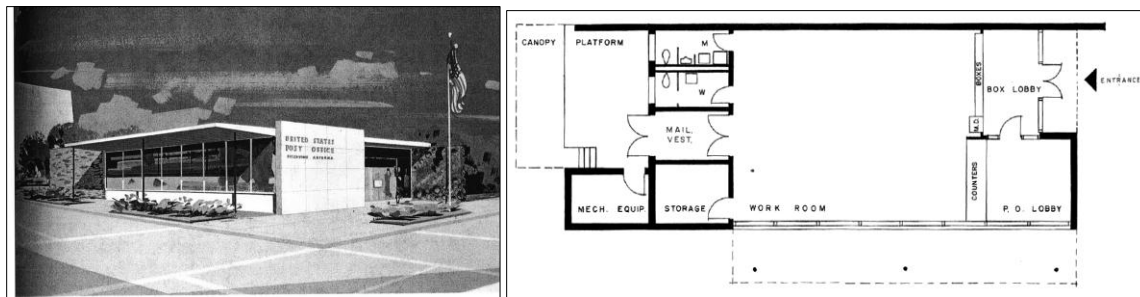 UNITED STATES
POST OFFICE
CANOPY
PLATFORM
M
W
MAIL
VEST.
MECH. EQUIP.
STORAGE
WORK ROOM
BOXES
BOX LOBBY
ENTRANCE
M.D.
COUNTERS
P. O. LOBBY